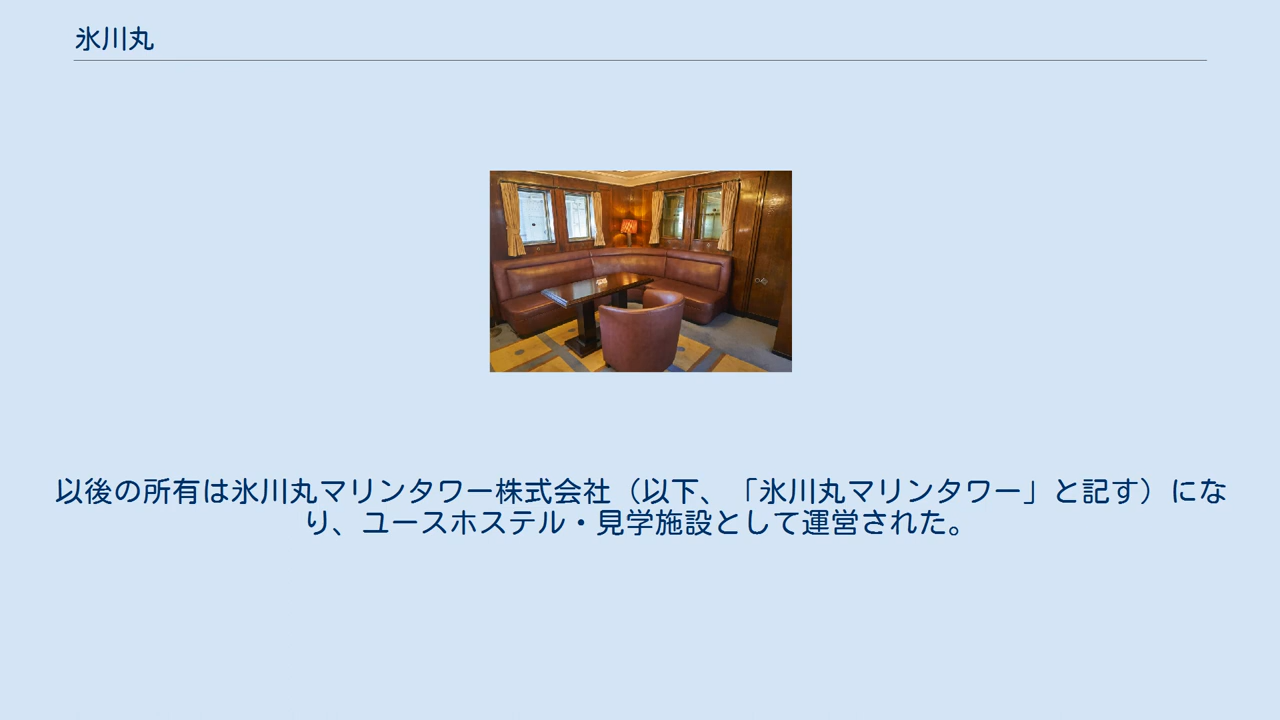 氷川丸
以後の所有は氷川丸マリンタワー株式会社（以下、「氷川丸マリンタワー」と記す）にな
り、ユースホステル・見学施設として運営された。